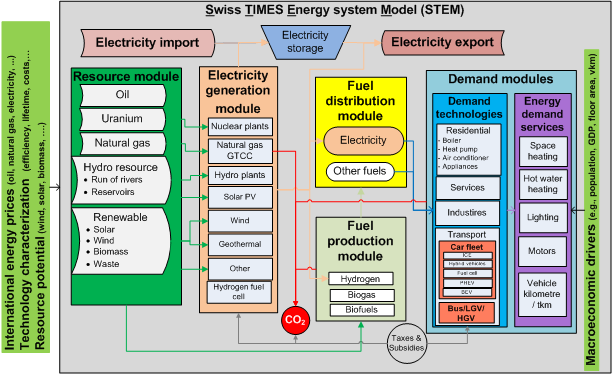 Swiss TIMES Energy system Model (STEM)
International energy prices (oil, natural gas, electricity, ...)
Technology characterization (efficiency, lifetime, costs,...
Resource potential (wind, solar, biomass, ....)
Electricity import
Electricity
storage
Electricity export
Resource module
Oil
Uranium
Natural gas
Hydro resource
• Run of rivers
• Reservoirs
Renewable
• Solar
• Wind
• Biomass
• Waste
Electricity
generation
module
Nuclear plants
Natural gas
GTCC
Hydro plants
Solar PV
Wind
Geothermal
Other
Hydrogen fuel
cell
CO2
Fuel
distribution
module
Electricity
Other fuels
Fuel
production
module
Hydrogen
Biogas
Biofuels
Taxes &
Subsidies
Demand modules
Demand
technologies
Residential
- Boiler
- Heat pump
- Air conditioner
- Appliances
Services
Industires
Transport
Car fleet
ICE
Hybrid vehicles
Fuel cell
PHEV
BEV
Bus/LGV/
HGV
Energy
demand
services
Space
heating
Hot water
heating
Lighting
Motors
Vehicle
kilometre
/ tkm
Macroeconomic drivers (e.g., population, GDP, floor area, vkm)